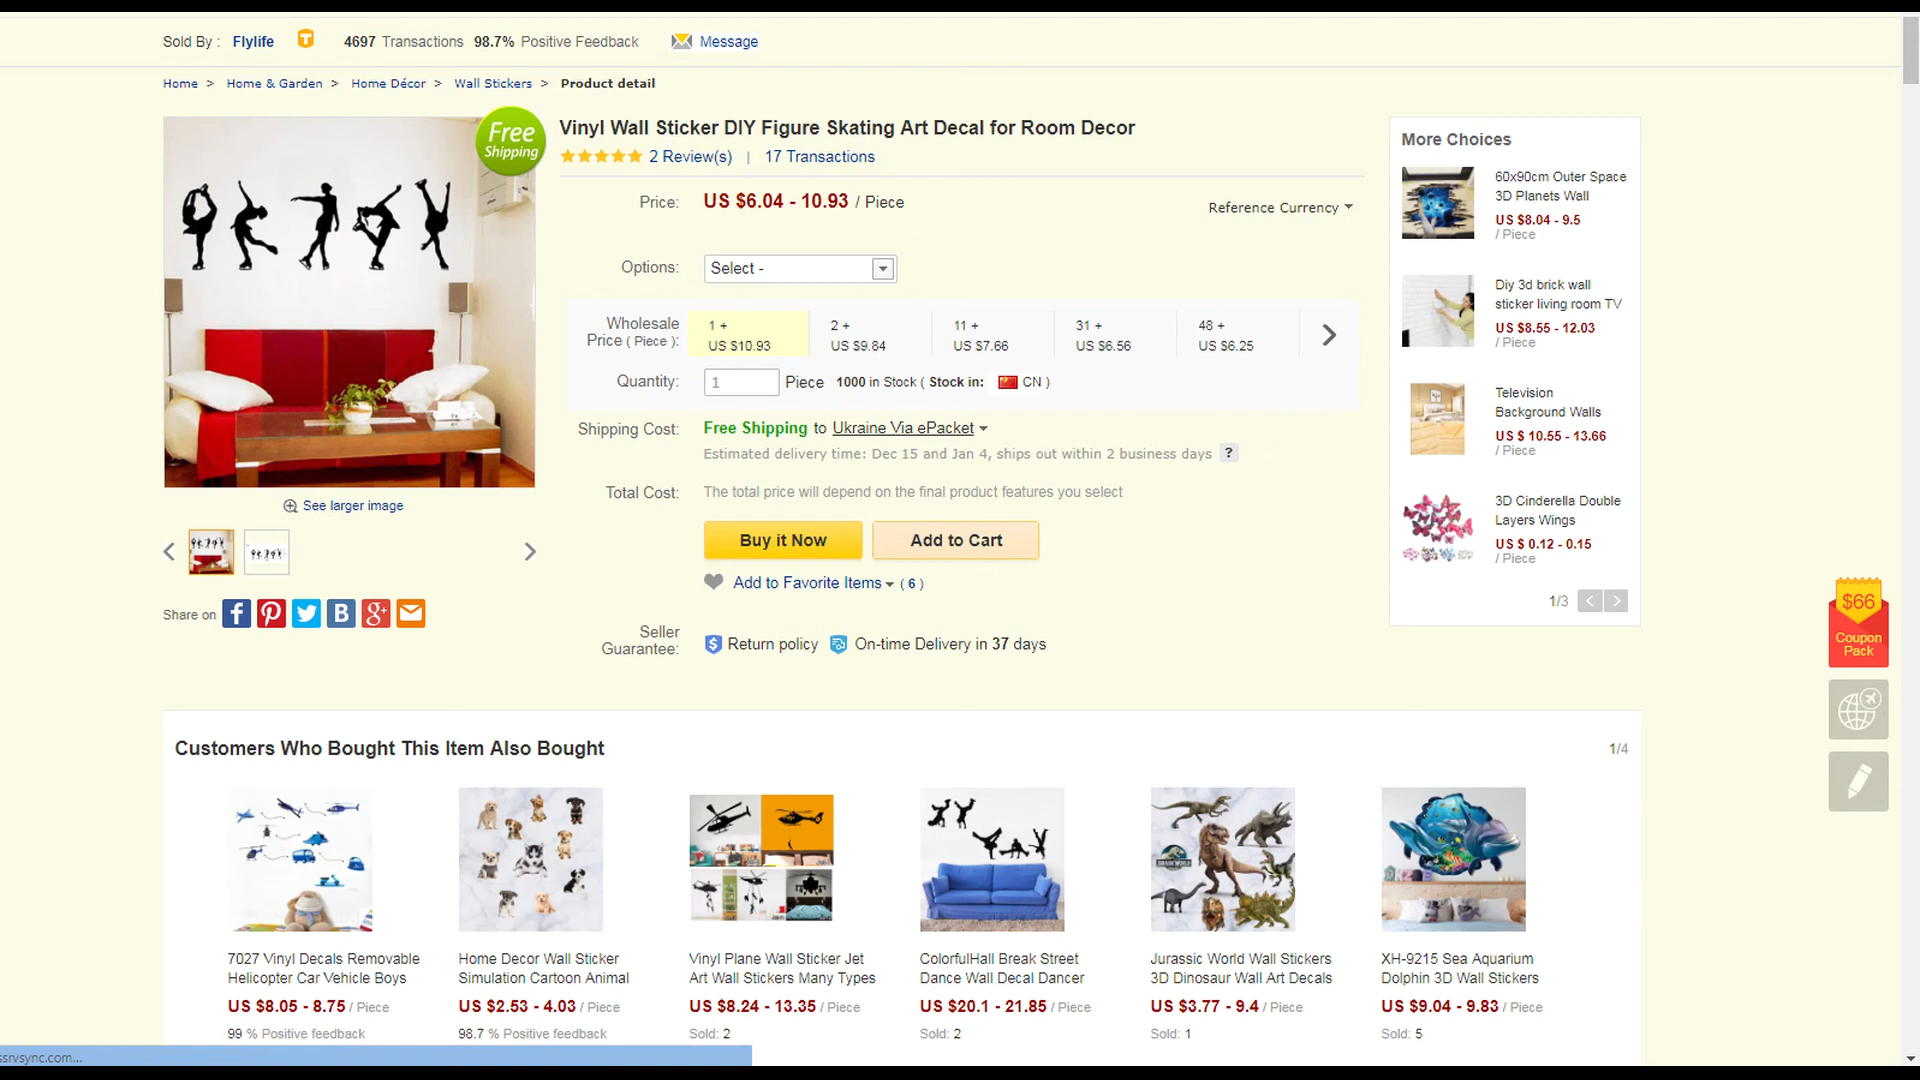 Sold By : Flylife 4697 Transactions 98.7% Positive Feedback Message
Home > Home & Garden > Home Décor > Wall Stickers > Product detail
Free
Shipping
Vinyl Wall Sticker DIY Figure Skating Art Decal for Room Decor
2 Review(s) | 17 Transactions
Price: US $6.04 - 10.93 / Piece
Reference Currency
Options: Select -
Wholesale
Price ( Piece ):
1 +
US $10.93
2 +
US $9.84
11 +
US $7.66
31 +
US $6.56
48 +
US $6.25
Quantity: 1 Piece 1000 in Stock ( Stock in: CN )
Shipping Cost: Free Shipping to Ukraine Via ePacket
Estimated delivery time: Dec 15 and Jan 4, ships out within 2 business days ?
Total Cost: The total price will depend on the final product features you select
Buy it Now
Add to Cart
Add to Favorite Items ( 6 )
Seller
Guarantee:
Return policy On-time Delivery in 37 days
See larger image
Share on
More Choices
60x90cm Outer Space
3D Planets Wall
US $8.04 - 9.5
/ Piece
Diy 3d brick wall
sticker living room TV
US $8.55 - 12.03
/ Piece
Television
Background Walls
US $ 10.55 - 13.66
/ Piece
3D Cinderella Double
Layers Wings
US $ 0.12 - 0.15
/ Piece
1/3
$66
Coupon
Pack
Customers Who Bought This Item Also Bought
1/4
7027 Vinyl Decals Removable
Helicopter Car Vehicle Boys
US $8.05 - 8.75 / Piece
99 % Positive feedback
Home Decor Wall Sticker
Simulation Cartoon Animal
US $2.53 - 4.03 / Piece
98.7 % Positive feedback
Vinyl Plane Wall Sticker Jet
Art Wall Stickers Many Types
US $8.24 - 13.35 / Piece
Sold: 2
ColorfulHall Break Street
Dance Wall Decal Dancer
US $20.1 - 21.85 / Piece
Sold: 2
Jurassic World Wall Stickers
3D Dinosaur Wall Art Decals
US $3.77 - 9.4 / Piece
Sold: 1
XH-9215 Sea Aquarium
Dolphin 3D Wall Stickers
US $9.04 - 9.83 / Piece
Sold: 5
ssrvsync.com...